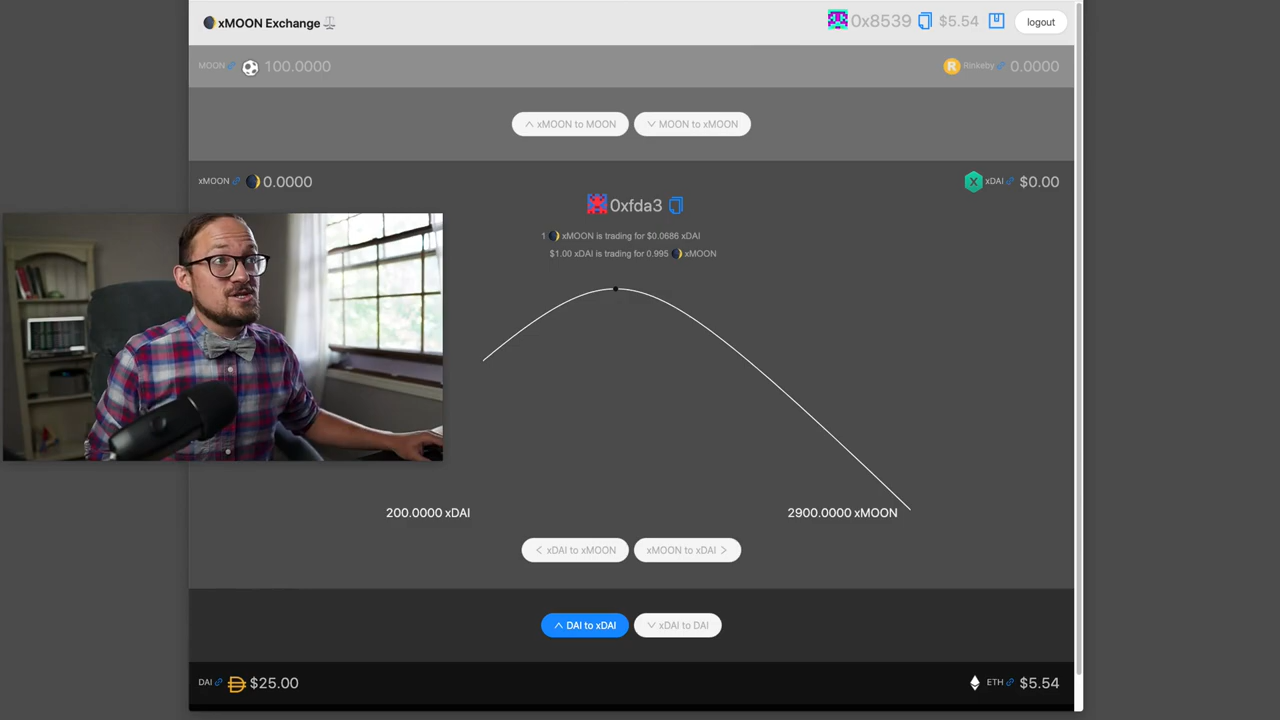 xMOON Exchange
0x8539 $5.54 logout
MOON 100.0000
Rinkeby 0.0000
xMOON to MOON MOON to xMOON
xMOON 0.0000
xDAI $0.00
0xfda3
1 xMOON is trading for $0.0686 xDAI
$1.00 xDAI is trading for 0.995 xMOON
200.0000 xDAI 2900.0000 xMOON
xDAI to xMOON xMOON to xDAI
DAI to xDAI xDAI to DAI
DAI $25.00
ETH $5.54